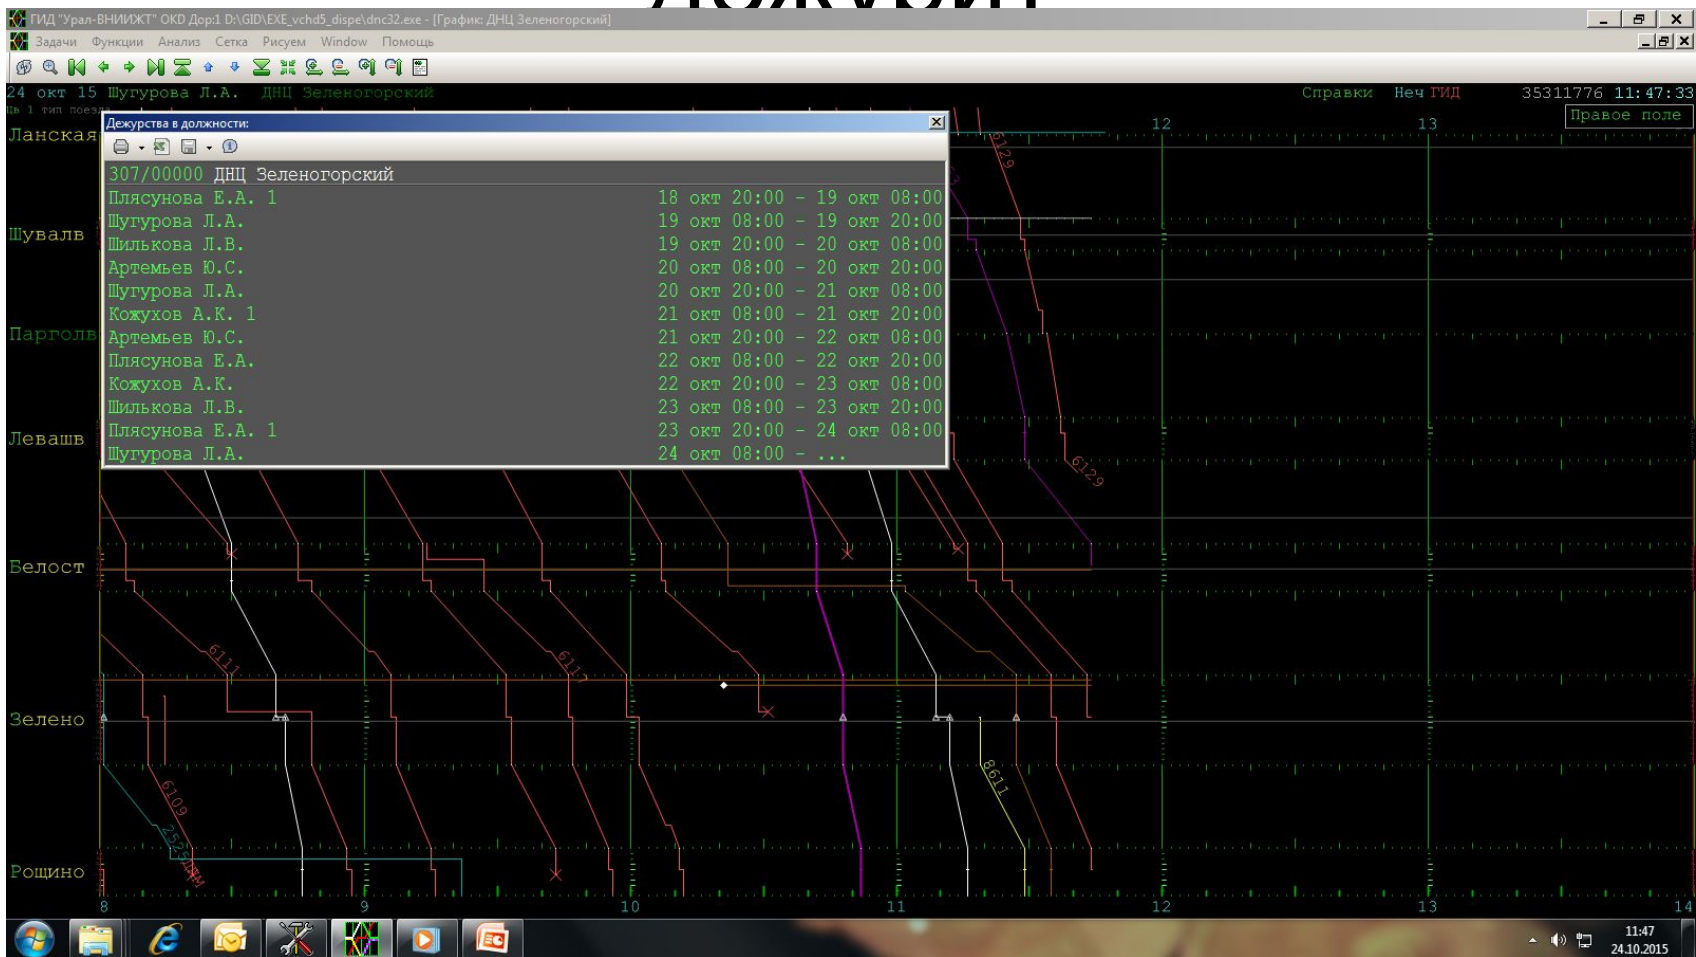 ГИД "Урал-ВНИИЖТ" ОКD Дор:1 D:\GID\EXE_vchd5_dispe\dnc32.exe - [График: ДНЦ Зеленогорский]
Задачи Функции Анализ Сетка Рисуем Window Помощь
24 окт 15 Шугурова Л.А. ДНЦ Зеленогорский Справки Неч ГИД 35311776 11:47:33
Правое поле
12 13
Ланская
Дежурства в должности:
307/00000 ДНЦ Зеленогорский
Плясунова Е.А. 1 18 окт 20:00 - 19 окт 08:00
Шугурова Л.А. 19 окт 08:00 - 19 окт 20:00
Шилькова Л.В. 19 окт 20:00 - 20 окт 08:00
Артемьев Ю.С. 20 окт 08:00 - 20 окт 20:00
Шугурова Л.А. 20 окт 20:00 - 21 окт 08:00
Кожухов А.К. 1 21 окт 08:00 - 21 окт 20:00
Артемьев Ю.С. 21 окт 20:00 - 22 окт 08:00
Плясунова Е.А. 22 окт 08:00 - 22 окт 20:00
Кожухов А.К. 22 окт 20:00 - 23 окт 08:00
Шилькова Л.В. 23 окт 08:00 - 23 окт 20:00
Плясунова Е.А. 1 23 окт 20:00 - 24 окт 08:00
Шугурова Л.А. 24 окт 08:00 - ...
6129
Шувалв
Парголв
Левашв
6129
Белост
6111
6117
Зелено
6109
2525
8611
Рощино
8 9 10 11 12 13 14
11:47
24.10.2015